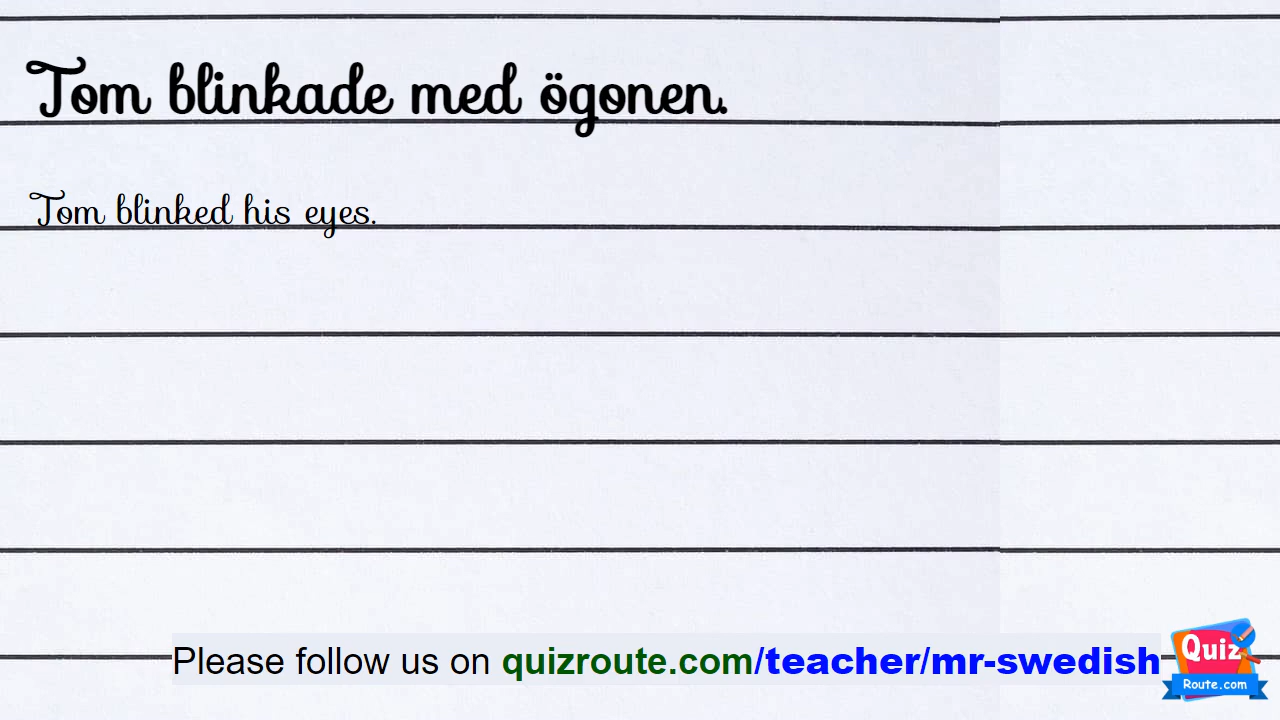 Tom blinkade med ögonen.
Tom blinked his eyes.
Please follow us on quizroute.com/teacher/mr-swedish
Quiz
Route.com